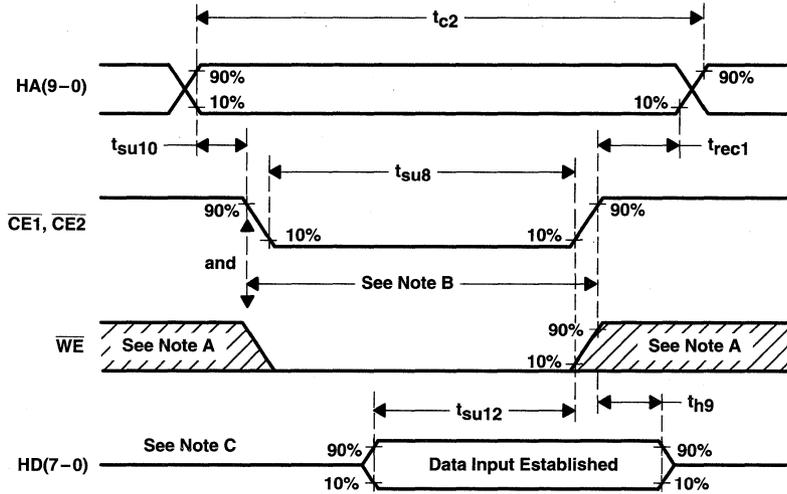 tc2
HA(9–0)
90%
10%
10%
90%
tsu10
tsu8
trec1
CE1, CE2
90%
10%
10%
90%
and
See Note B
WE
See Note A
90%
10%
See Note A
tsu12
th9
HD(7–0)
See Note C
90%
10%
Data Input Established
90%
10%